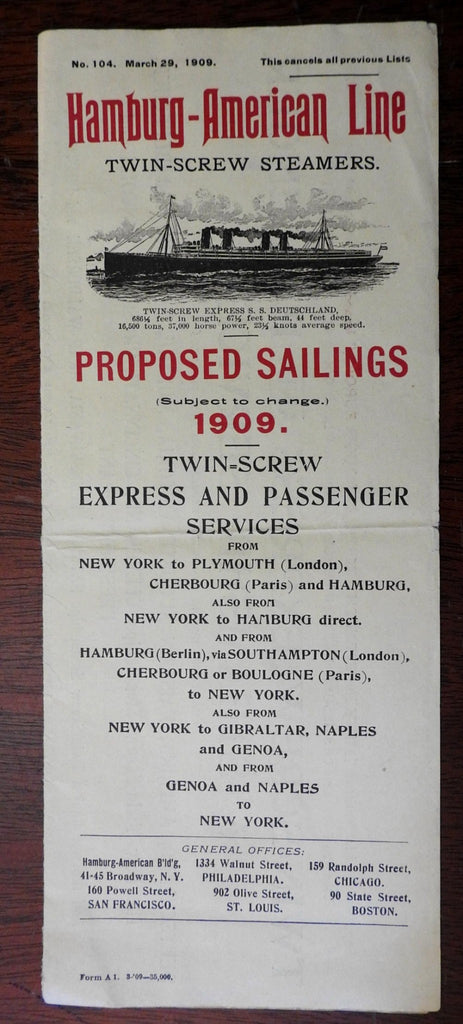 No. 104. March 29, 1909. This cancels all previous Lists
Hamburg-American Line
TWIN-SCREW STEAMERS.
TWIN-SCREW EXPRESS S. S. DEUTSCHLAND,
686½ feet in length, 67½ feet beam, 44 feet deep,
16,500 tons, 37,000 horse power, 23½ knots average speed.
PROPOSED SAILINGS
(Subject to change.)
1909.
TWIN=SCREW
EXPRESS AND PASSENGER
SERVICES
FROM
NEW YORK to PLYMOUTH (London),
CHERBOURG (Paris) and HAMBURG,
ALSO FROM
NEW YORK to HAMBURG direct.
AND FROM
HAMBURG (Berlin), via SOUTHAMPTON (London),
CHERBOURG or BOULOGNE (Paris),
to NEW YORK.
ALSO FROM
NEW YORK to GIBRALTAR, NAPLES
and GENOA,
AND FROM
GENOA and NAPLES
TO
NEW YORK.
GENERAL OFFICES:
Hamburg-American B'ld'g,
41-45 Broadway, N. Y.
160 Powell Street,
SAN FRANCISCO.
1334 Walnut Street,
PHILADELPHIA.
902 Olive Street,
ST. LOUIS.
159 Randolph Street,
CHICAGO.
90 State Street,
BOSTON.
Form A 1. 3-'09—35,000.